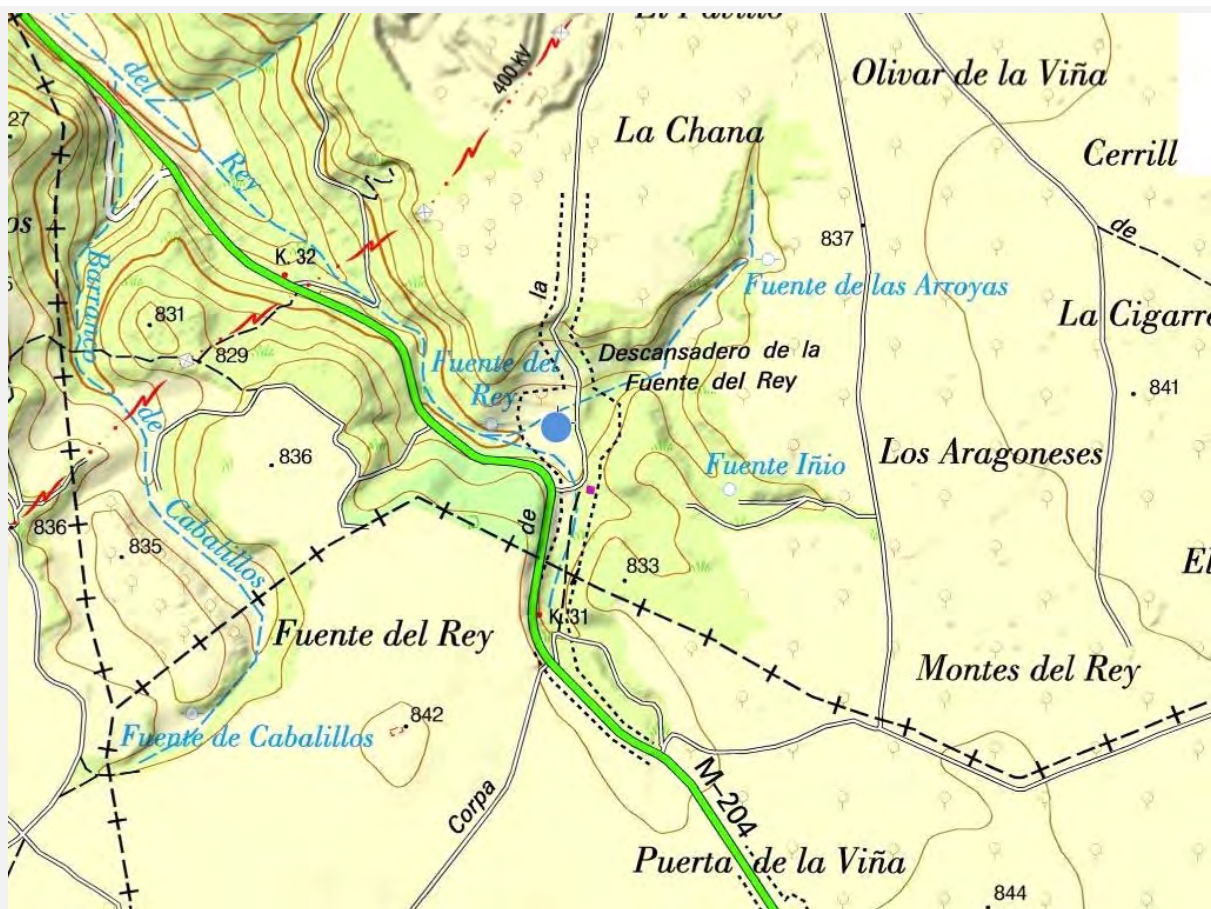 400 kV
Olivar de la Viña
La Chana
Cerrill
del
Rey
27
os
de
837
K. 32
Barranco
la
Fuente de las Arroyas
831
La Cigarre
829
Fuente del
Rey
Descansadero de la
Fuente del Rey
841
de
836
Los Aragoneses
Fuente Iñio
836
de
835
Cabalillos
833
El
K. 31
Fuente del Rey
Montes del Rey
842
Fuente de Cabalillos
M-204
Corpa
Puerta de la Viña
844